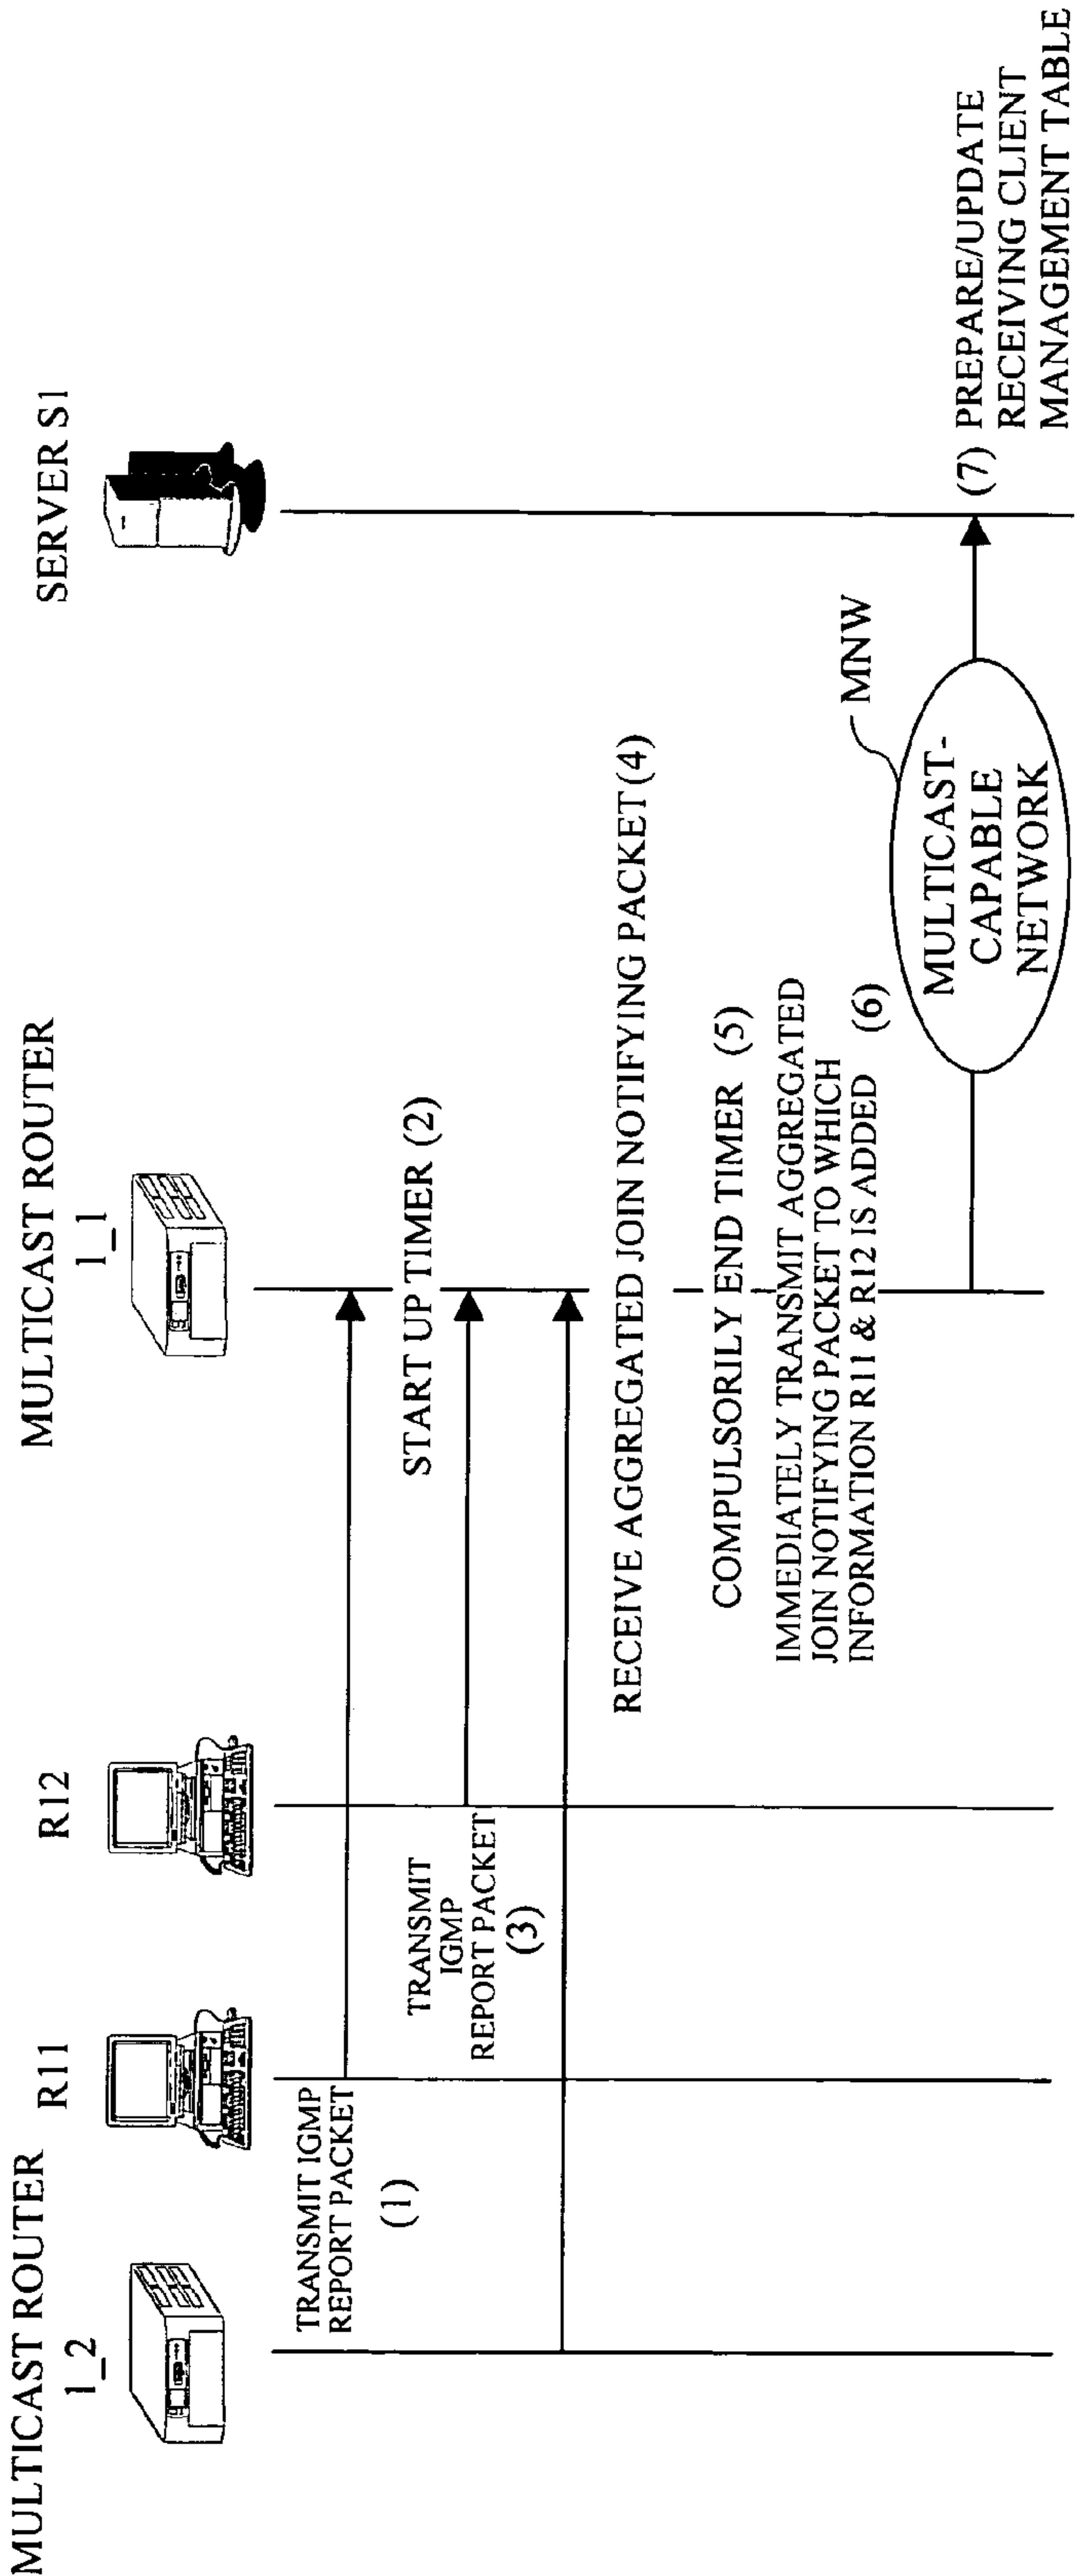 MULTICAST ROUTER
1_2
R11
R12
MULTICAST ROUTER
1_1
SERVER S1
TRANSMIT IGMP
REPORT PACKET
(1)
START UP TIMER (2)
TRANSMIT
IGMP
REPORT PACKET
(3)
RECEIVE AGGREGATED JOIN NOTIFYING PACKET (4)
COMPULSORILY END TIMER (5)
IMMEDIATELY TRANSMIT AGGREGATED
JOIN NOTIFYING PACKET TO WHICH
INFORMATION R11 & R12 IS ADDED (6)
MNW
MULTICAST-
CAPABLE
NETWORK
(7) PREPARE/UPDATE
RECEIVING CLIENT
MANAGEMENT TABLE